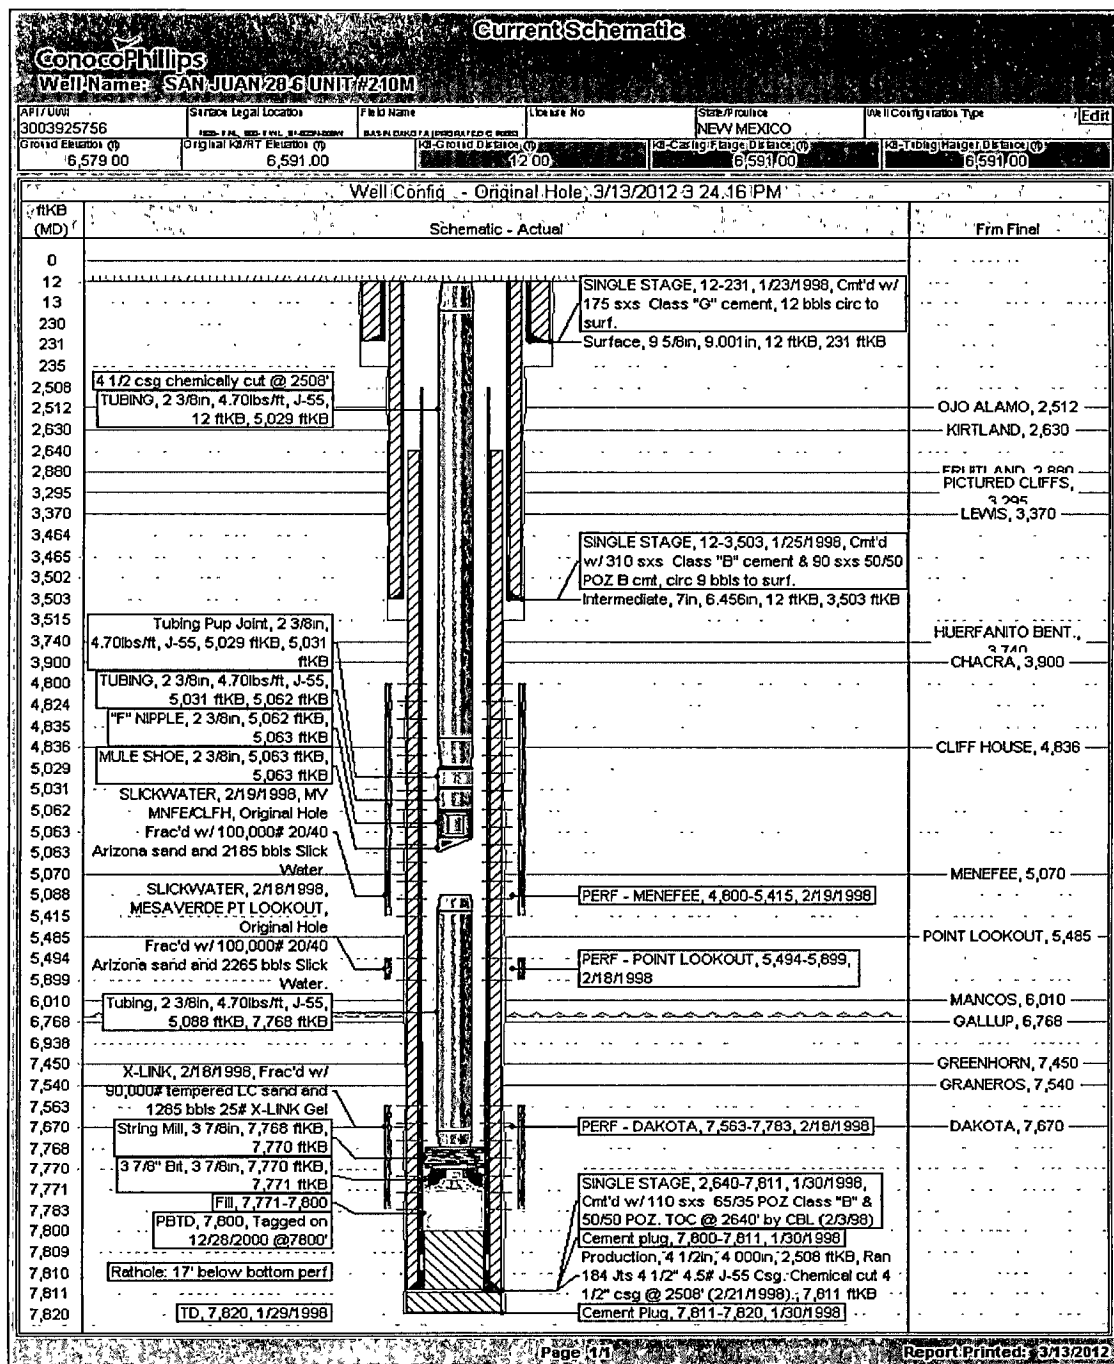 Current Schematic
ConocoPhillips
Well Name: SAN JUAN 28-6 UNIT #210M
API / UWI
Surface Legal Location
Field Name
License No
State/Province
Well Configuration Type
Edit
3003925756
NEW MEXICO
Ground Elevation (ft)
Original KB/RT Elevation (ft)
KB-Ground Distance (ft)
KB-Casing Flange Distance (ft)
KB-Tubing Hanger Distance (ft)
6,579.00
6,591.00
12.00
6,591.00
6,591.00
Well Config - Original Hole, 3/13/2012 3 24.16 PM
ftKB
(MD)
Schematic - Actual
Frm Final
0
12
13
230
231
235
2,508
2,512
2,630
2,640
2,880
3,295
3,370
3,464
3,465
3,502
3,503
3,515
3,740
3,900
4,800
4,824
4,835
4,836
5,029
5,031
5,062
5,063
5,063
5,070
5,088
5,415
5,485
5,494
5,899
6,010
6,768
6,938
7,450
7,540
7,563
7,670
7,768
7,770
7,771
7,783
7,800
7,809
7,810
7,811
7,820
4 1/2 csg chemically cut @ 2508'
TUBING, 2 3/8in, 4.70lbs/ft, J-55,
12 ftKB, 5,029 ftKB
Tubing Pup Joint, 2 3/8in,
4.70lbs/ft, J-55, 5,029 ftKB, 5,031
ftKB
TUBING, 2 3/8in, 4.70lbs/ft, J-55,
5,031 ftKB, 5,062 ftKB
"F" NIPPLE, 2 3/8in, 5,062 ftKB,
5,063 ftKB
MULE SHOE, 2 3/8in, 5,063 ftKB,
5,063 ftKB
SLICKWATER, 2/19/1998, MV
MNFE/CLFH, Original Hole
Frac'd w/ 100,000# 20/40
Arizona sand and 2185 bbls Slick
Water.
SLICKWATER, 2/18/1998,
MESAVERDE PT LOOKOUT,
Original Hole
Frac'd w/ 100,000# 20/40
Arizona sand and 2265 bbls Slick
Water.
Tubing, 2 3/8in, 4.70lbs/ft, J-55,
5,088 ftKB, 7,768 ftKB
X-LINK, 2/18/1998, Frac'd w/
90,000# tempered LC sand and
1285 bbls 25# X-LINK Gel
String Mill, 3 7/8in, 7,768 ftKB,
7,770 ftKB
3 7/8" Bit, 3 7/8in, 7,770 ftKB,
7,771 ftKB
Fill, 7,771-7,800
PBTD, 7,800, Tagged on
12/28/2000 @7800'
Rathole: 17' below bottom perf
TD, 7,820, 1/29/1998
SINGLE STAGE, 12-231, 1/23/1998, Cmt'd w/
175 sxs Class "G" cement, 12 bbls circ to
surf.
Surface, 9 5/8in, 9.001in, 12 ftKB, 231 ftKB
SINGLE STAGE, 12-3,503, 1/25/1998, Cmt'd
w/ 310 sxs Class "B" cement & 90 sxs 50/50
POZ B cmt, circ 9 bbls to surf.
Intermediate, 7in, 6.456in, 12 ftKB, 3,503 ftKB
PERF - MENEFEE, 4,800-5,415, 2/19/1998
PERF - POINT LOOKOUT, 5,494-5,899,
2/18/1998
PERF - DAKOTA, 7,563-7,783, 2/18/1998
SINGLE STAGE, 2,640-7,811, 1/30/1998,
Cmt'd w/ 110 sxs 65/35 POZ Class "B" &
50/50 POZ. TOC @ 2640' by CBL (2/3/98)
Cement plug, 7,800-7,811, 1/30/1998
Production, 4 1/2in, 4 000in, 2,508 ftKB, Ran
184 Jts 4 1/2" 4.5# J-55 Csg. Chemical cut 4
1/2" csg @ 2508' (2/21/1998)., 7,811 ftKB
Cement Plug, 7,811-7,820, 1/30/1998
OJO ALAMO, 2,512
KIRTLAND, 2,630
FRUITLAND, 2,880
PICTURED CLIFFS,
3,295
LEWIS, 3,370
HUERFANITO BENT.,
3,740
CHACRA, 3,900
CLIFF HOUSE, 4,836
MENEFEE, 5,070
POINT LOOKOUT, 5,485
MANCOS, 6,010
GALLUP, 6,768
GREENHORN, 7,450
GRANEROS, 7,540
DAKOTA, 7,670
Page 1/1
Report Printed: 3/13/2012